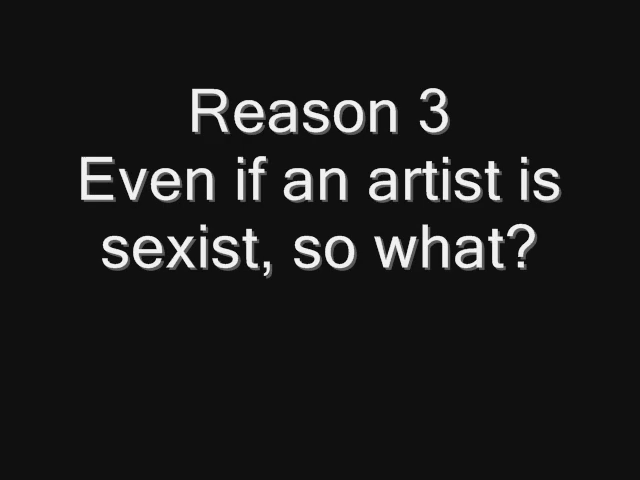 Reason 3
Even if an artist is
sexist, so what?